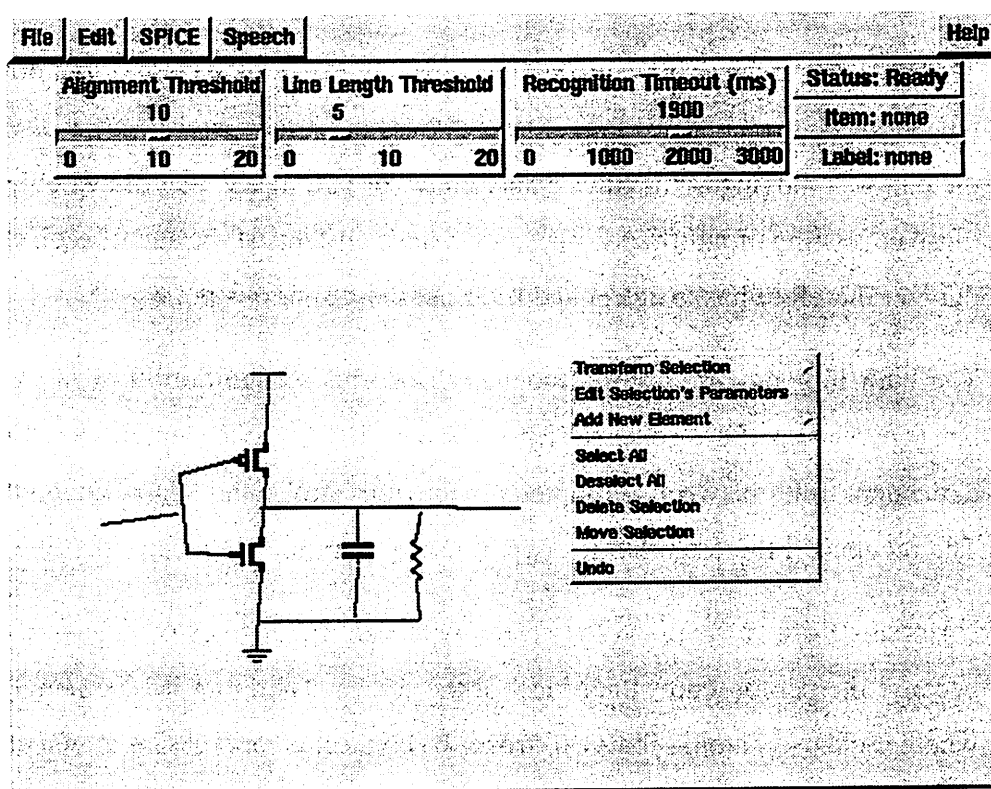 File Edit SPICE Speech Help
Alignment Threshold Line Length Threshold Recognition Timeout (ms) Status: Ready
10 5 1900 Item: none
0 10 20 0 10 20 0 1000 2000 3000 Label: none
Transform Selection
Edit Selection's Parameters
Add New Element
Select All
Deselect All
Delete Selection
Move Selection
Undo